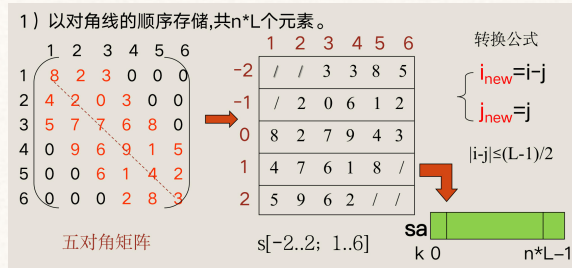 1）以对角线的顺序存储,共n*L个元素。
1 2 3 4 5 6
1 8 2 3 0 0 0
2 4 2 0 3 0 0
3 5 7 7 6 8 0
4 0 9 6 9 1 5
5 0 0 6 1 4 2
6 0 0 0 2 8 3
五对角矩阵
1 2 3 4 5 6
-2 / / 3 3 8 5
-1 / 2 0 6 1 2
0 8 2 7 9 4 3
1 4 7 6 1 8 /
2 5 9 6 2 / /
s[-2..2; 1..6]
转换公式
inew=i-j
jnew=j
|i-j|≤(L-1)/2
sa
k 0 n*L-1